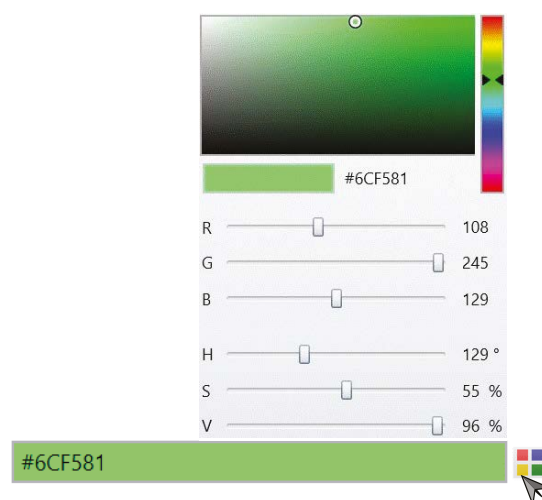 #6CF581
R 108
G 245
B 129
H 129 °
S 55 %
V 96 %
#6CF581